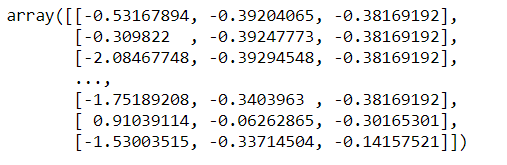 array([[-0.53167894, -0.39204065, -0.38169192],
[-0.309822  , -0.39247773, -0.38169192],
[-2.08467748, -0.39294548, -0.38169192],
...,
[-1.75189208, -0.3403963 , -0.38169192],
[ 0.91039114, -0.06262865, -0.30165301],
[-1.53003515, -0.33714504, -0.14157521]])